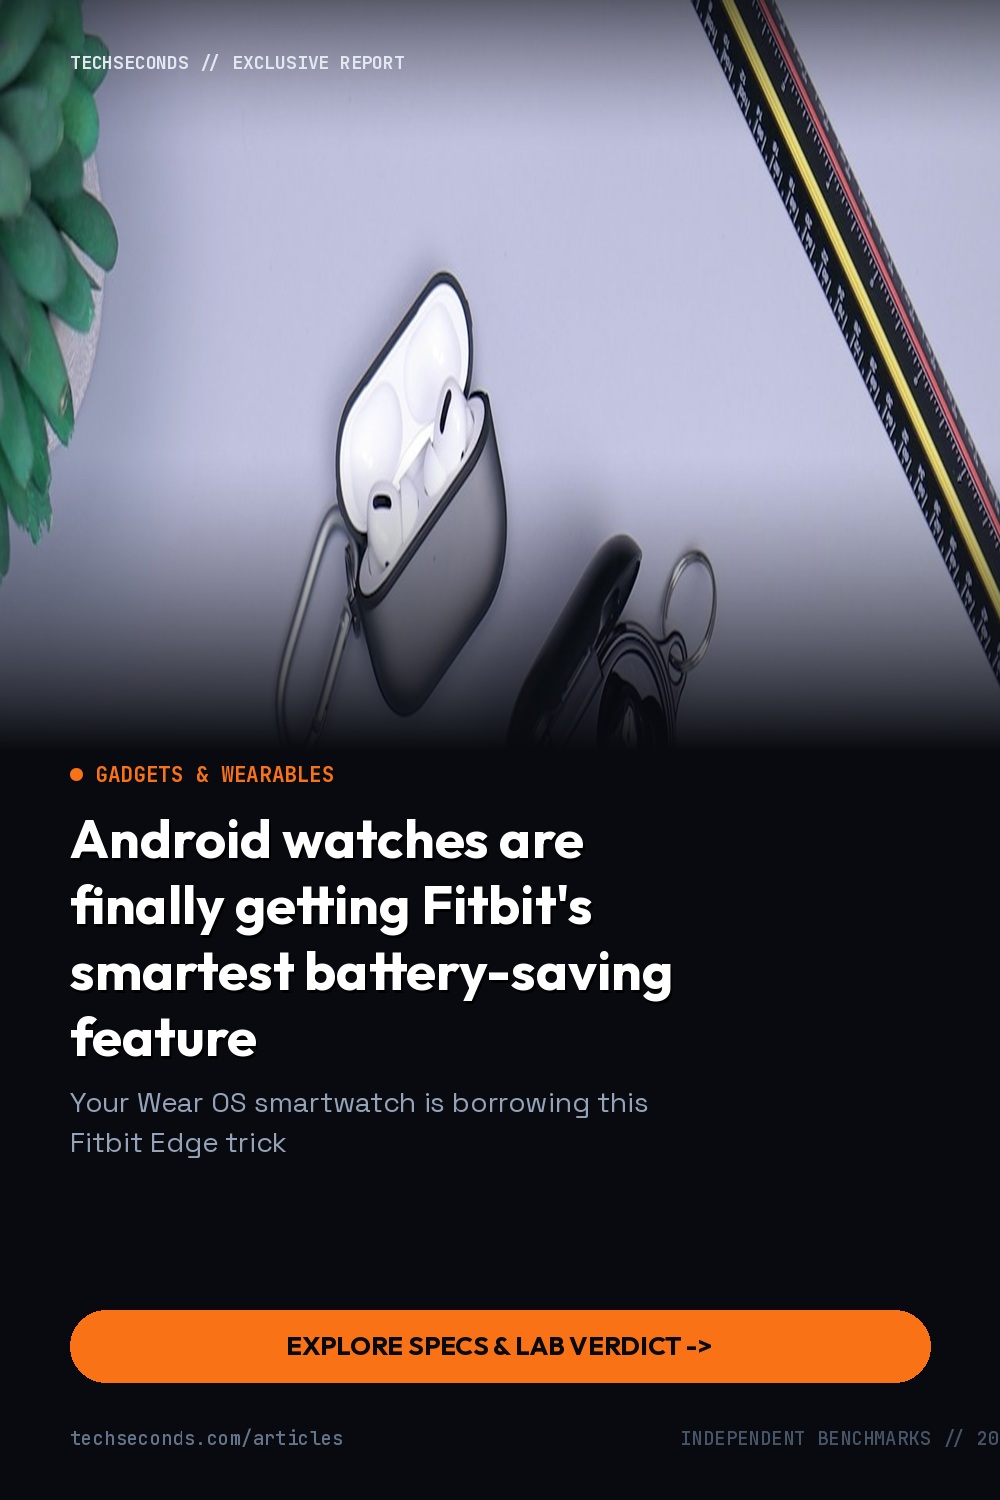 TECHSECONDS // EXCLUSIVE REPORT
GADGETS & WEARABLES
Android watches are
finally getting Fitbit's
smartest battery-saving
feature
Your Wear OS smartwatch is borrowing this
Fitbit Edge trick
EXPLORE SPECS & LAB VERDICT ->
techseconds.com/articles
INDEPENDENT BENCHMARKS // 20